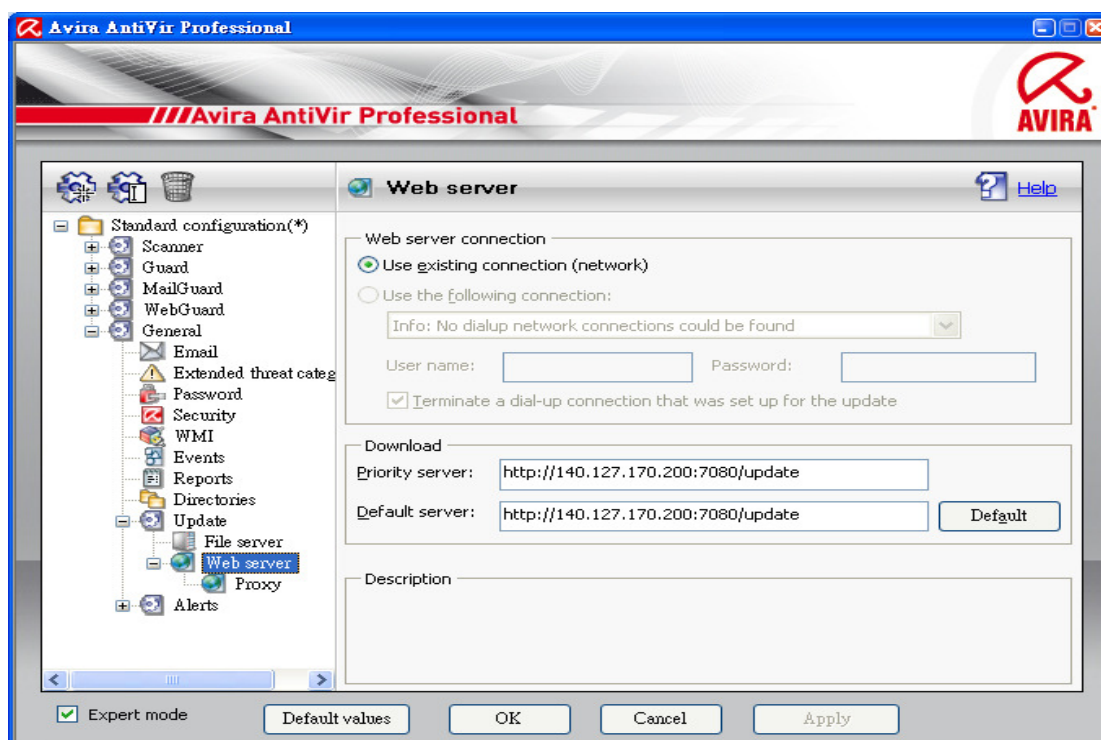 Avira AntiVir Professional
////Avira AntiVir Professional
AVIRA
Web server
Help
Standard configuration(*)
Scanner
Guard
MailGuard
WebGuard
General
Email
Extended threat categ
Password
Security
WMI
Events
Reports
Directories
Update
File server
Web server
Proxy
Alerts
Web server connection
Use existing connection (network)
Use the following connection:
Info: No dialup network connections could be found
User name:
Password:
Terminate a dial-up connection that was set up for the update
Download
Priority server: http://140.127.170.200:7080/update
Default server: http://140.127.170.200:7080/update Default
Description
Expert mode Default values OK Cancel Apply